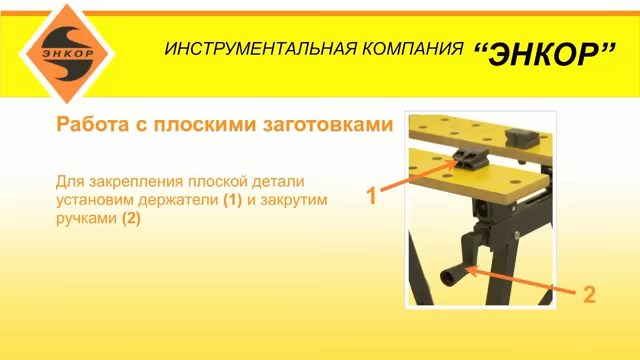 ЭНКОР
ИНСТРУМЕНТАЛЬНАЯ КОМПАНИЯ “ЭНКОР”
Работа с плоскими заготовками
Для закрепления плоской детали
установим держатели (1) и закрутим
ручками (2)
1
2